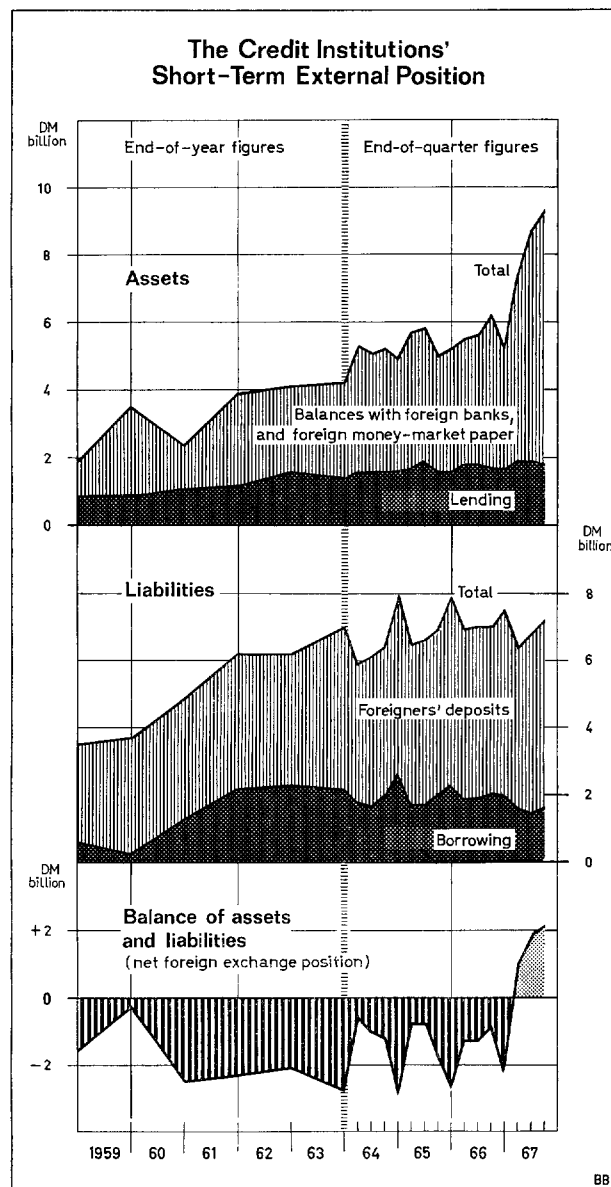 The Credit Institutions'
Short-Term External Position
DM
billion
End-of-year figures
End-of-quarter figures
10
8
6
4
2
0
Assets
Total
Balances with foreign banks,
and foreign money-market paper
Lending
DM
billion
Liabilities
Total
8
6
4
2
0
Foreigners' deposits
Borrowing
DM
billion
+2
0
−2
Balance of assets
and liabilities
(net foreign exchange position)
1959 60 61 62 63 64 65 66 67
BB